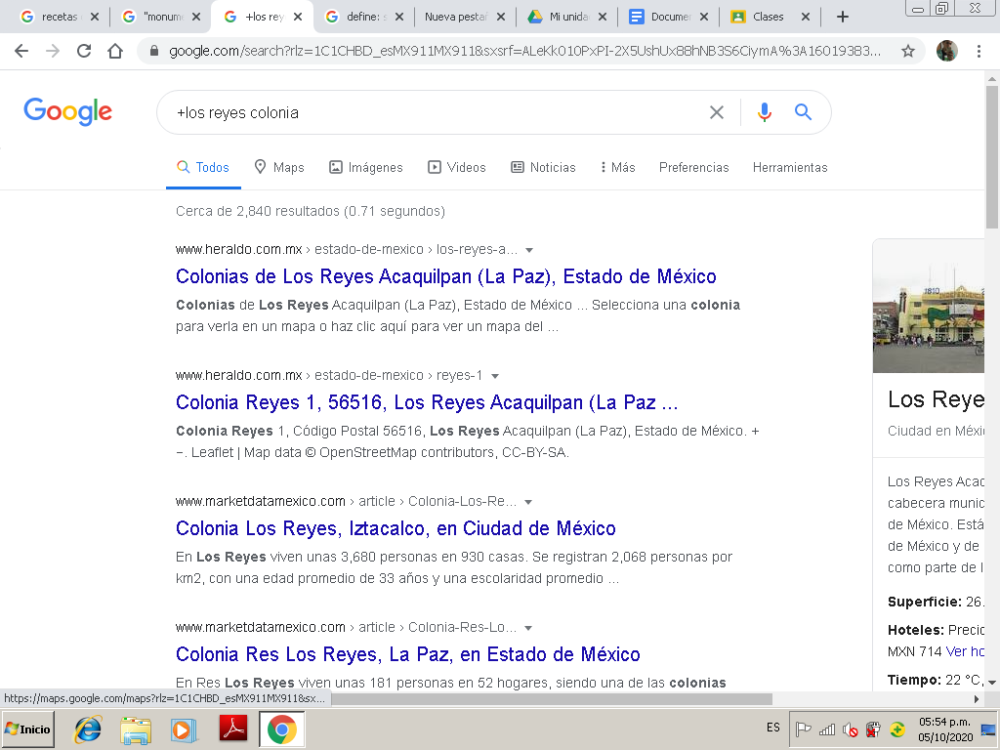 recetas
"monum
+los rey
define: s
Nueva pestañ
Mi unida
Docume
Clases
google.com/search?rlz=1C1CHBD_esMX911MX911&sxsrf=ALeKk010PxPI-2X5UshUx88hNB3S6CiymA%3A16019383...
Google
+los reyes colonia
Todos Maps Imágenes Videos Noticias Más Preferencias Herramientas
Cerca de 2,840 resultados (0.71 segundos)
www.heraldo.com.mx › estado-de-mexico › los-reyes-a...
Colonias de Los Reyes Acaquilpan (La Paz), Estado de México
Colonias de Los Reyes Acaquilpan (La Paz), Estado de México ... Selecciona una colonia
para verla en un mapa o haz clic aquí para ver un mapa del ...
www.heraldo.com.mx › estado-de-mexico › reyes-1
Colonia Reyes 1, 56516, Los Reyes Acaquilpan (La Paz ...
Colonia Reyes 1, Código Postal 56516, Los Reyes Acaquilpan (La Paz), Estado de México. +
−. Leaflet | Map data © OpenStreetMap contributors, CC-BY-SA.
www.marketdatamexico.com › article › Colonia-Los-Re...
Colonia Los Reyes, Iztacalco, en Ciudad de México
En Los Reyes viven unas 3,680 personas en 930 casas. Se registran 2,068 personas por
km2, con una edad promedio de 33 años y una escolaridad promedio ...
www.marketdatamexico.com › article › Colonia-Res-Lo...
Colonia Res Los Reyes, La Paz, en Estado de México
En Res Los Reyes viven unas 181 personas en 52 hogares, siendo una de las colonias
1810 INDEPENDENCIA
Los Reye
Ciudad en Méxi
Los Reyes Acac
cabecera munic
de México. Está
de México y de
como parte de l
Superficie: 26.
Hoteles: Precio
MXN 714 Ver ho
Tiempo: 22 °C,
https://maps.google.com/maps?rlz=1C1CHBD_esMX911MX911&sx...
Inicio
ES
05:54 p.m.
05/10/2020